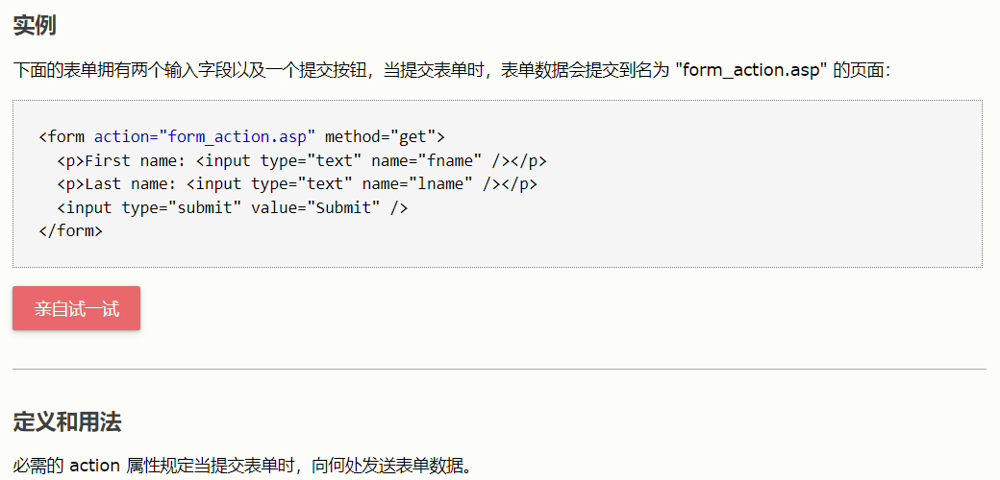 实例
下面的表单拥有两个输入字段以及一个提交按钮，当提交表单时，表单数据会提交到名为 "form_action.asp" 的页面：
<form action="form_action.asp" method="get">
  <p>First name: <input type="text" name="fname" /></p>
  <p>Last name: <input type="text" name="lname" /></p>
  <input type="submit" value="Submit" />
</form>
亲自试一试
定义和用法
必需的 action 属性规定当提交表单时，向何处发送表单数据。